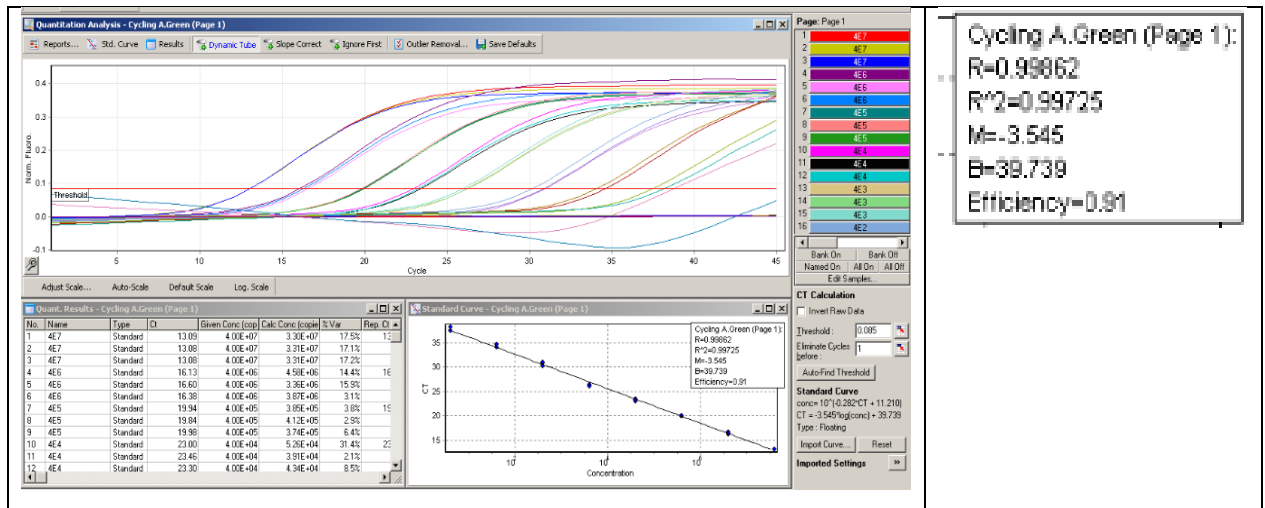 Quantitation Analysis - Cycling A.Green (Page 1)
Reports... Std. Curve Results Dynamic Tube Slope Correct Ignore First Outlier Removal... Save Defaults
Norm. Fluoro.
0.4
0.3
0.2
0.1
0.0
-0.1
Threshold
5 10 15 20 25 30 35 40 45
Cycle
Adjust Scale... Auto-Scale Default Scale Log. Scale
Page: Page 1
1 4E7
2 4E7
3 4E7
4 4E6
5 4E6
6 4E6
7 4E5
8 4E5
9 4E5
10 4E4
11 4E4
12 4E4
13 4E3
14 4E3
15 4E3
16 4E2
Bank On Bank Off
Named On All On All Off
Edit Samples...
CT Calculation
Invert Raw Data
Threshold : 0.085
Eliminate Cycles before : 1
Auto-Find Threshold
Standard Curve
conc= 10^(-0.282*CT + 11.210)
CT = -3.545*log(conc) + 39.739
Type : Floating
Import Curve... Reset
Imported Settings »
Quant. Results - Cycling A.Green (Page 1)
No. Name Type Ct Given Conc (cop Calc Conc (copie % Var Rep. Ct
1 4E7 Standard 13.09 4.00E+07 3.30E+07 17.5% 13
2 4E7 Standard 13.08 4.00E+07 3.31E+07 17.1%
3 4E7 Standard 13.08 4.00E+07 3.31E+07 17.2%
4 4E6 Standard 16.13 4.00E+06 4.58E+06 14.4% 16
5 4E6 Standard 16.60 4.00E+06 3.36E+06 15.9%
6 4E6 Standard 16.38 4.00E+06 3.87E+06 3.1%
7 4E5 Standard 19.94 4.00E+05 3.85E+05 3.8% 19
8 4E5 Standard 19.84 4.00E+05 4.12E+05 2.9%
9 4E5 Standard 19.98 4.00E+05 3.74E+05 6.4%
10 4E4 Standard 23.00 4.00E+04 5.26E+04 31.4% 23
11 4E4 Standard 23.46 4.00E+04 3.91E+04 2.1%
12 4E4 Standard 23.30 4.00E+04 4.34E+04 8.5%
Standard Curve - Cycling A.Green (Page 1)
CT
35
30
25
20
15
Concentration
Cycling A.Green (Page 1):
R=0.99862
R^2=0.99725
M=-3.545
B=39.739
Efficiency=0.91
Cycling A.Green (Page 1):
R=0.99862
R^2=0.99725
M=-3.545
B=39.739
Efficiency=0.91